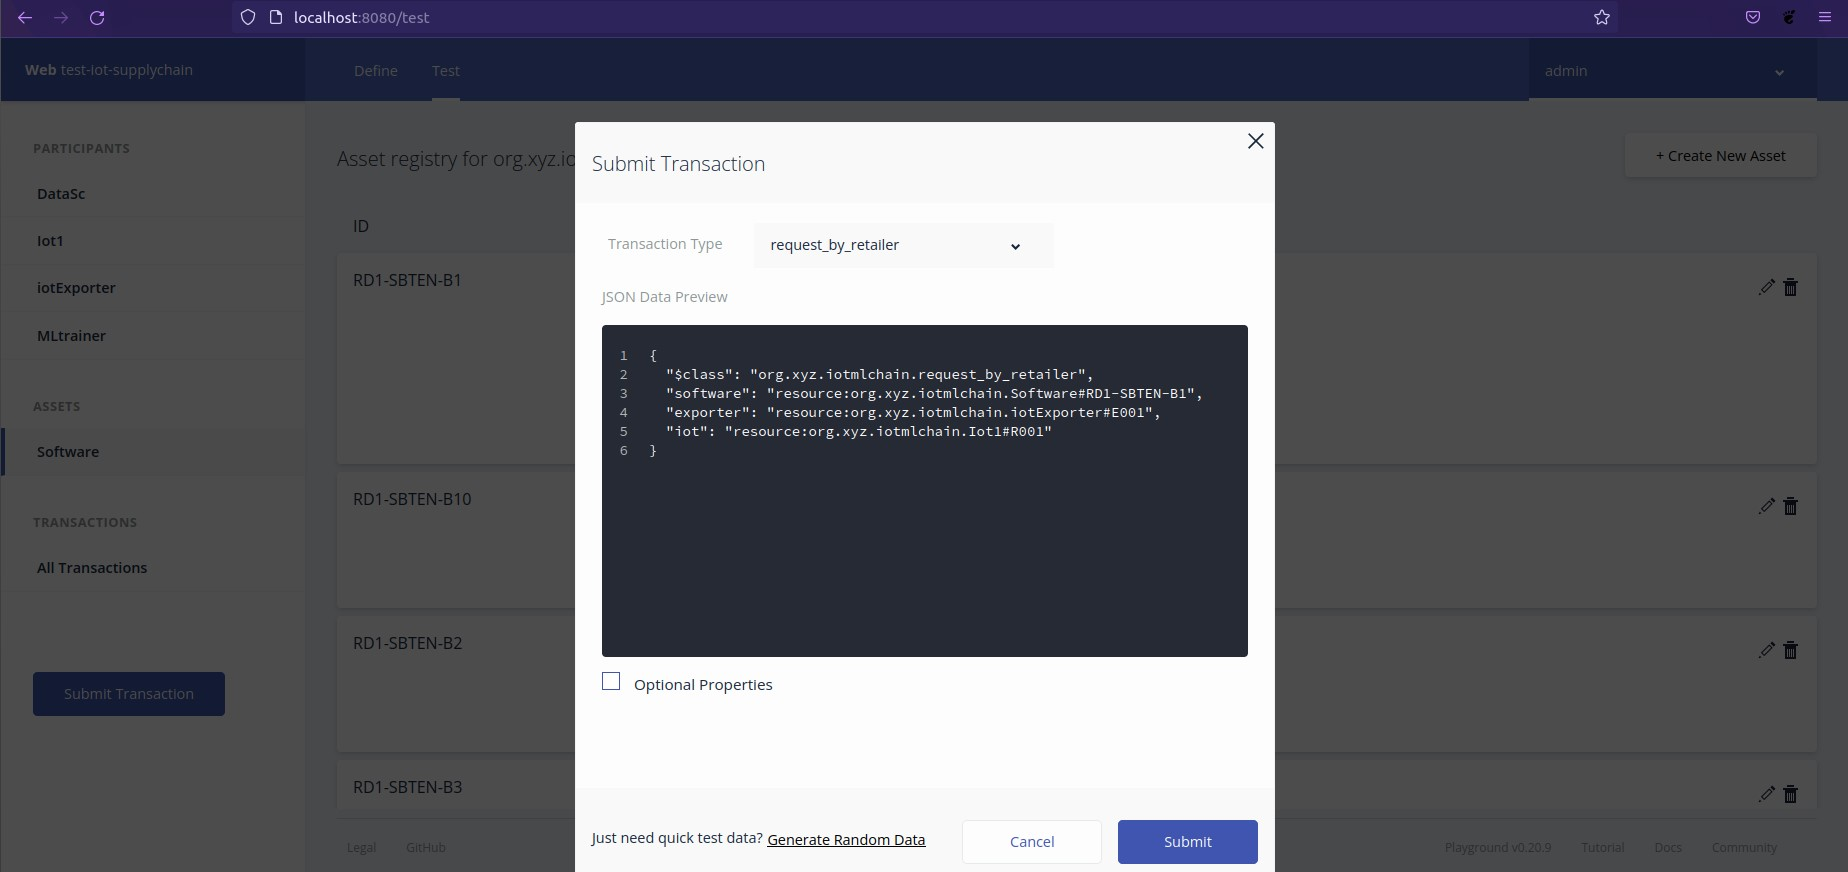 localhost:8080/test
Web test-iot-supplychain
Define
Test
admin
PARTICIPANTS
DataSc
Iot1
iotExporter
MLtrainer
ASSETS
Software
TRANSACTIONS
All Transactions
Submit Transaction
Asset registry for org.xyz.io
+ Create New Asset
ID
RD1-SBTEN-B1
RD1-SBTEN-B10
RD1-SBTEN-B2
RD1-SBTEN-B3
Submit Transaction
Transaction Type
request_by_retailer
JSON Data Preview
1 {
2 "$class": "org.xyz.iotmlchain.request_by_retailer",
3 "software": "resource:org.xyz.iotmlchain.Software#RD1-SBTEN-B1",
4 "exporter": "resource:org.xyz.iotmlchain.iotExporter#E001",
5 "iot": "resource:org.xyz.iotmlchain.Iot1#R001"
6 }
Optional Properties
Just need quick test data? Generate Random Data
Cancel
Submit
Legal
GitHub
Playground v0.20.9
Tutorial
Docs
Community